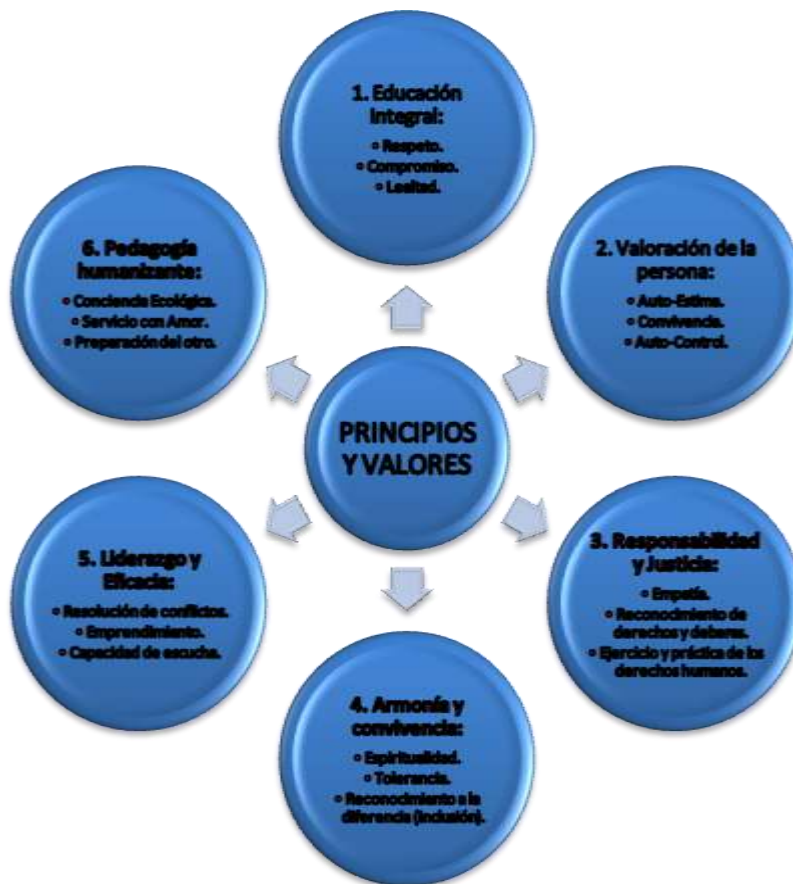 1. Educación
Integral:
◦ Respeto.
◦ Compromiso.
◦ Lealtad.
2. Valoración de la
persona:
◦ Auto-Estima.
◦ Convivencia.
◦ Auto-Control.
3. Responsabilidad
y Justicia:
◦ Empatía.
◦ Reconocimiento de
derechos y deberes.
◦ Ejercicio y práctica de los
derechos humanos.
4. Armonía y
convivencia:
◦ Espiritualidad.
◦ Tolerancia.
◦ Reconocimiento a la
diferencia (inclusión).
5. Liderazgo y
Eficacia:
◦ Resolución de conflictos.
◦ Emprendimiento.
◦ Capacidad de escucha.
6. Pedagogía
humanizante:
◦ Conciencia Ecológica.
◦ Servicio con Amor.
◦ Preparación del otro.
PRINCIPIOS
Y VALORES